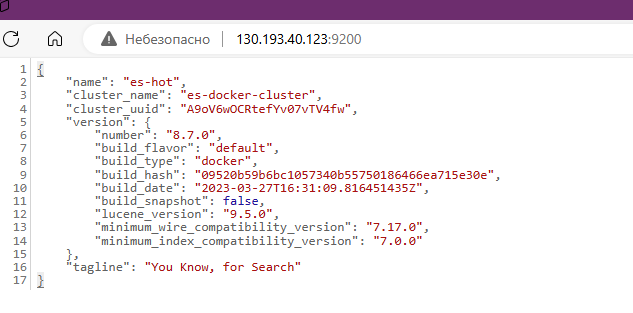 Небезопасно 130.193.40.123:9200
1 {
2 "name": "es-hot",
3 "cluster_name": "es-docker-cluster",
4 "cluster_uuid": "A9oV6wOCRtefYv07vTV4fw",
5 "version": {
6 "number": "8.7.0",
7 "build_flavor": "default",
8 "build_type": "docker",
9 "build_hash": "09520b59b6bc1057340b55750186466ea715e30e",
10 "build_date": "2023-03-27T16:31:09.816451435Z",
11 "build_snapshot": false,
12 "lucene_version": "9.5.0",
13 "minimum_wire_compatibility_version": "7.17.0",
14 "minimum_index_compatibility_version": "7.0.0"
15 },
16 "tagline": "You Know, for Search"
17 }